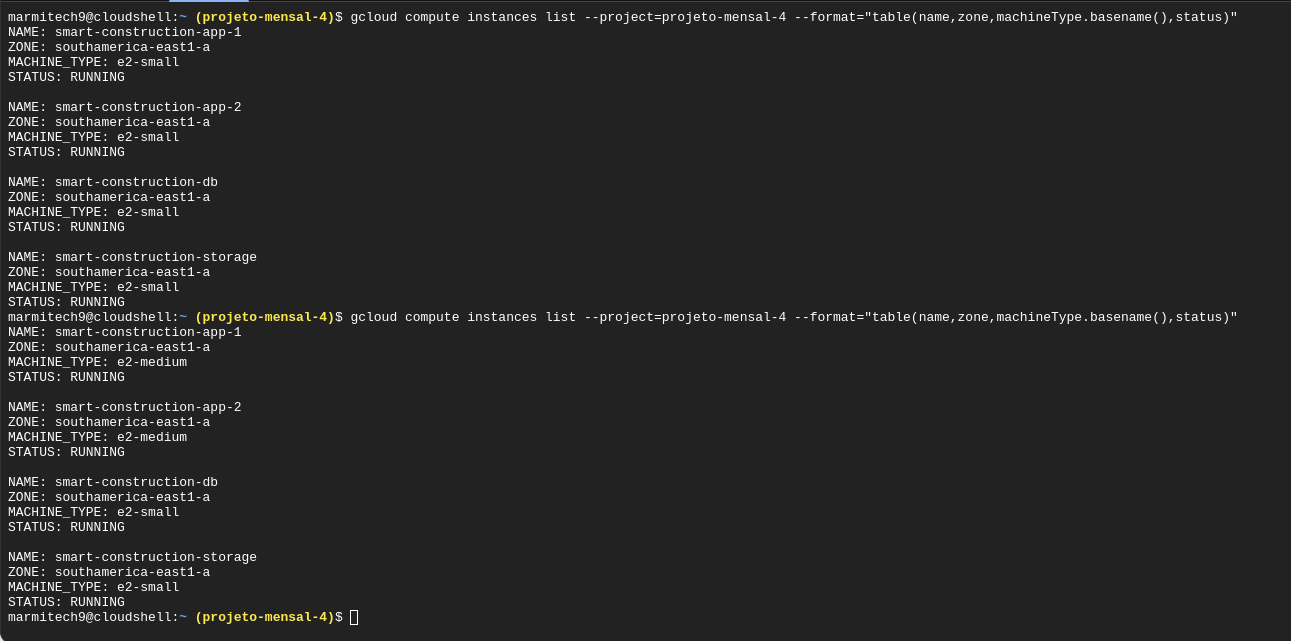 marmitech9@cloudshell:~ (projeto-mensal-4)$ gcloud compute instances list --project=projeto-mensal-4 --format="table(name,zone,machineType.basename(),status)"
NAME: smart-construction-app-1
ZONE: southamerica-east1-a
MACHINE_TYPE: e2-small
STATUS: RUNNING

NAME: smart-construction-app-2
ZONE: southamerica-east1-a
MACHINE_TYPE: e2-small
STATUS: RUNNING

NAME: smart-construction-db
ZONE: southamerica-east1-a
MACHINE_TYPE: e2-small
STATUS: RUNNING

NAME: smart-construction-storage
ZONE: southamerica-east1-a
MACHINE_TYPE: e2-small
STATUS: RUNNING
marmitech9@cloudshell:~ (projeto-mensal-4)$ gcloud compute instances list --project=projeto-mensal-4 --format="table(name,zone,machineType.basename(),status)"
NAME: smart-construction-app-1
ZONE: southamerica-east1-a
MACHINE_TYPE: e2-medium
STATUS: RUNNING

NAME: smart-construction-app-2
ZONE: southamerica-east1-a
MACHINE_TYPE: e2-medium
STATUS: RUNNING

NAME: smart-construction-db
ZONE: southamerica-east1-a
MACHINE_TYPE: e2-small
STATUS: RUNNING

NAME: smart-construction-storage
ZONE: southamerica-east1-a
MACHINE_TYPE: e2-small
STATUS: RUNNING
marmitech9@cloudshell:~ (projeto-mensal-4)$